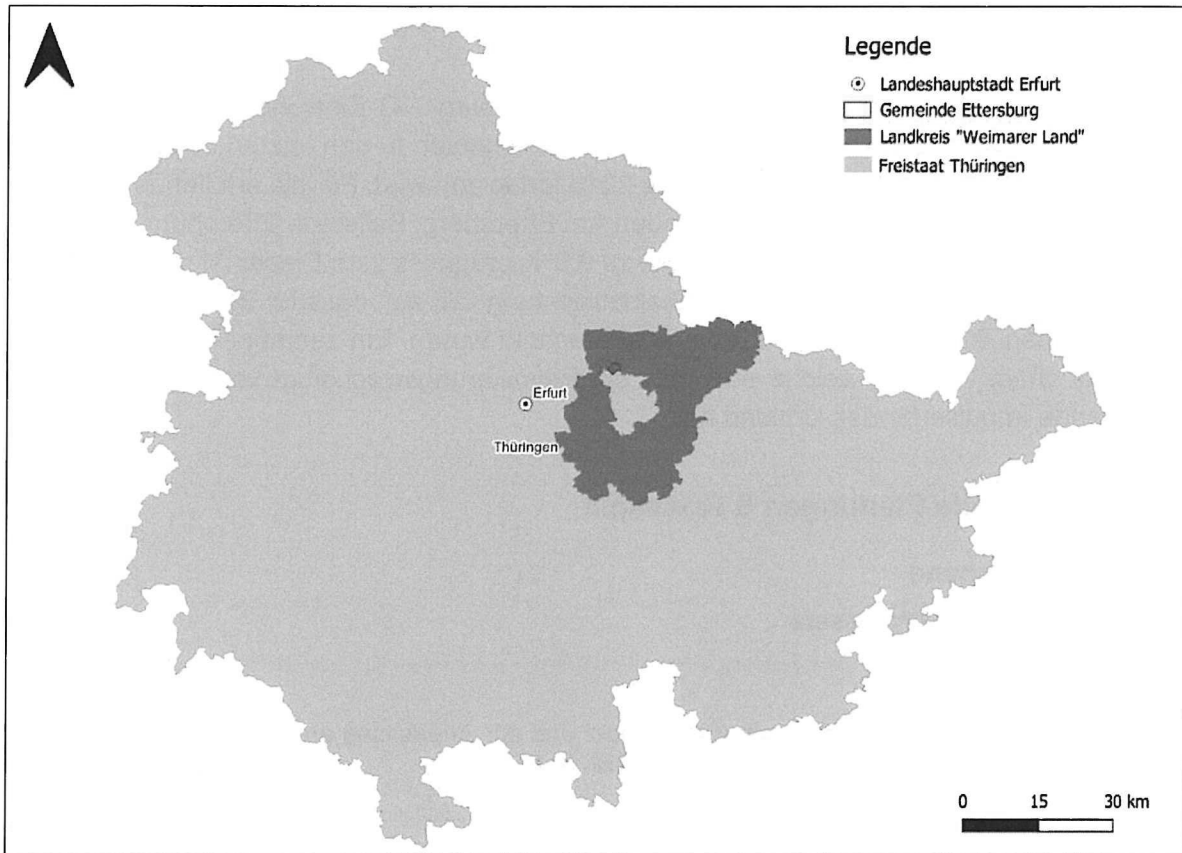 Legende
Landeshauptstadt Erfurt
Gemeinde Ettersburg
Landkreis "Weimarer Land"
Freistaat Thüringen
Erfurt
Thüringen
0 15 30 km